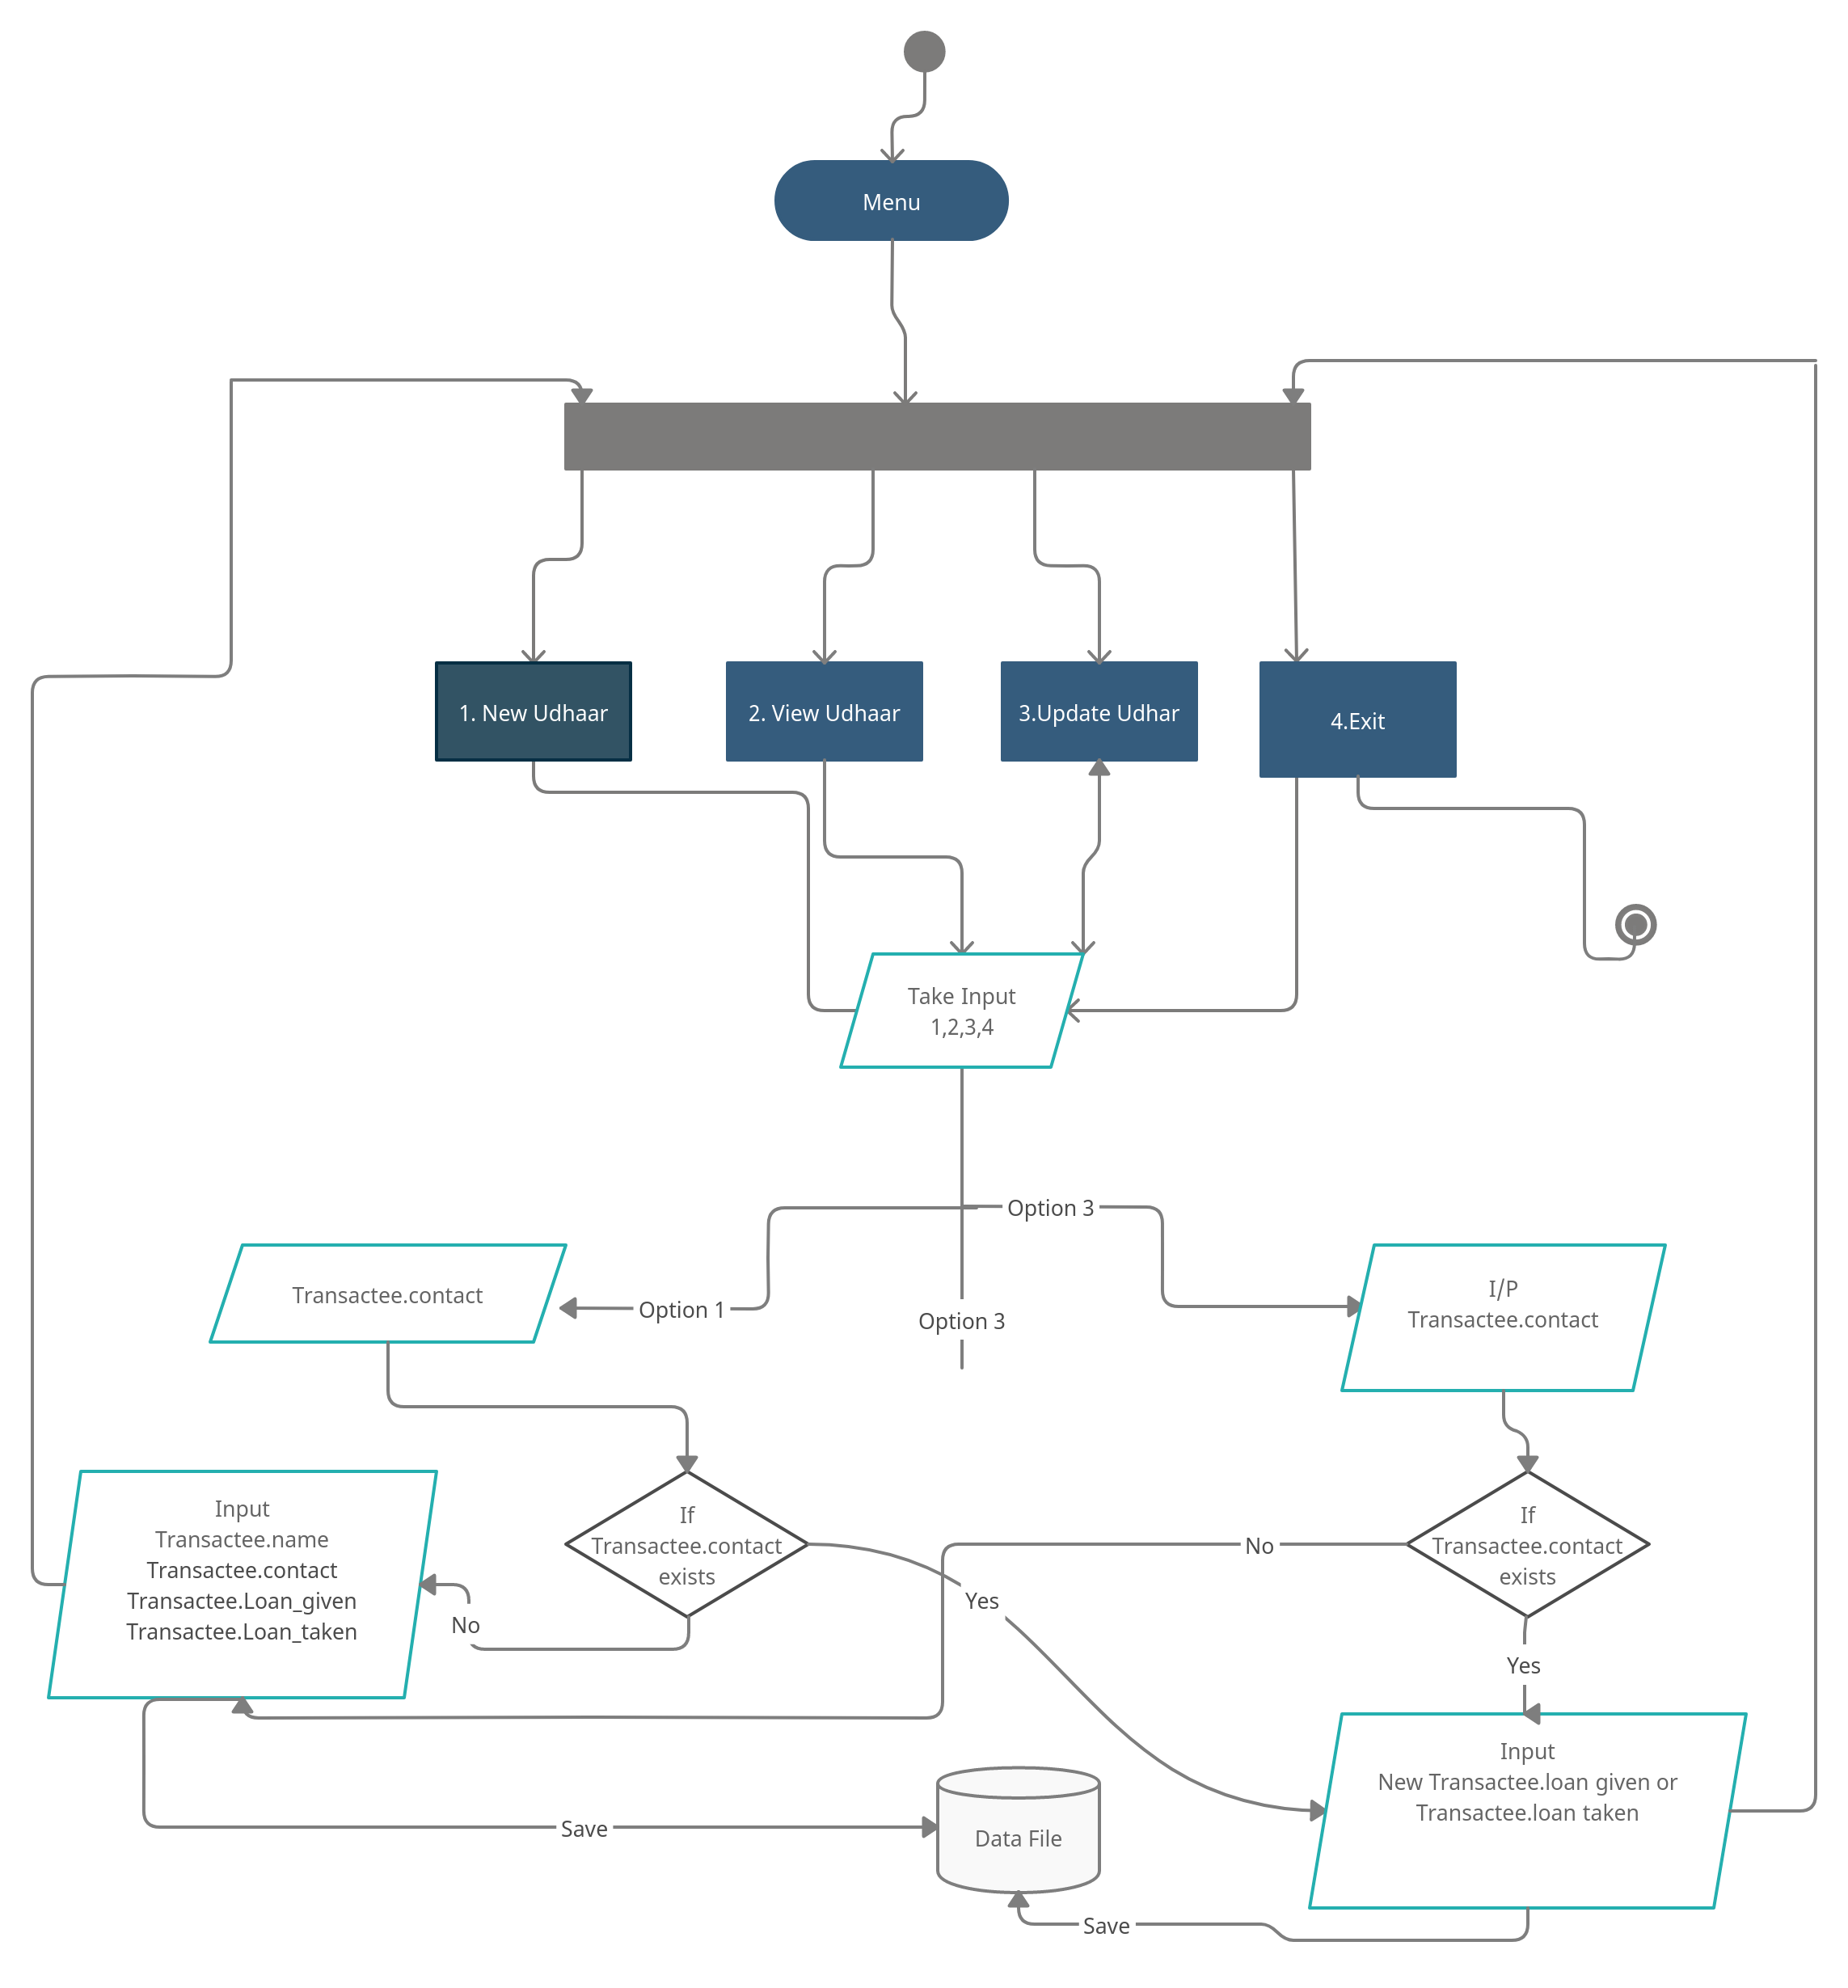 Menu
1. New Udhaar
2. View Udhaar
3.Update Udhar
4.Exit
Take Input
1,2,3,4
Option 3
Option 1
Option 3
Transactee.contact
I/P
Transactee.contact
Input
Transactee.name
Transactee.contact
Transactee.Loan_given
Transactee.Loan_taken
If
Transactee.contact
exists
No
Yes
No
If
Transactee.contact
exists
Yes
Input
New Transactee.loan given or
Transactee.loan taken
Save
Data File
Save